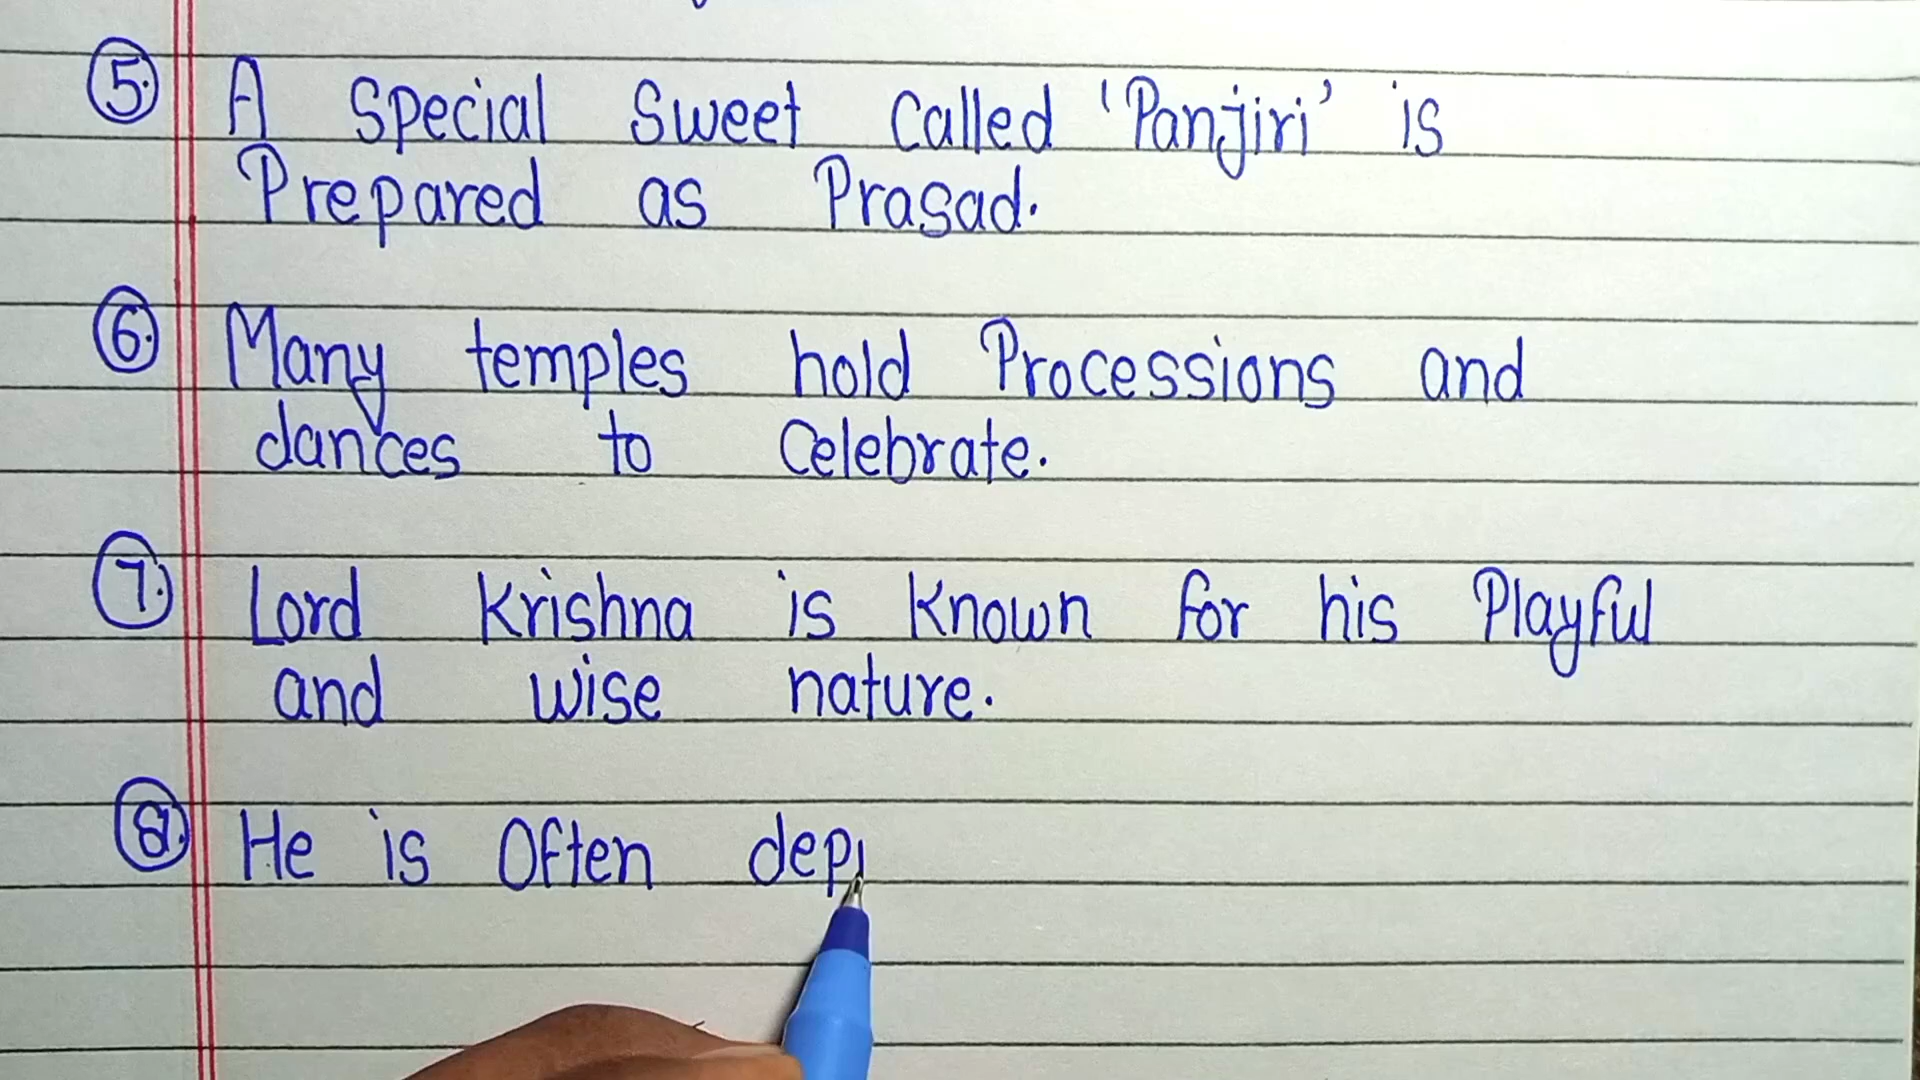 5. A Special Sweet Called 'Panjiri' is
Prepared as Prasad.
6. Many temples hold Processions and
dances to Celebrate.
7. Lord Krishna is Known for his Playful
and wise nature.
8. He is Often depi